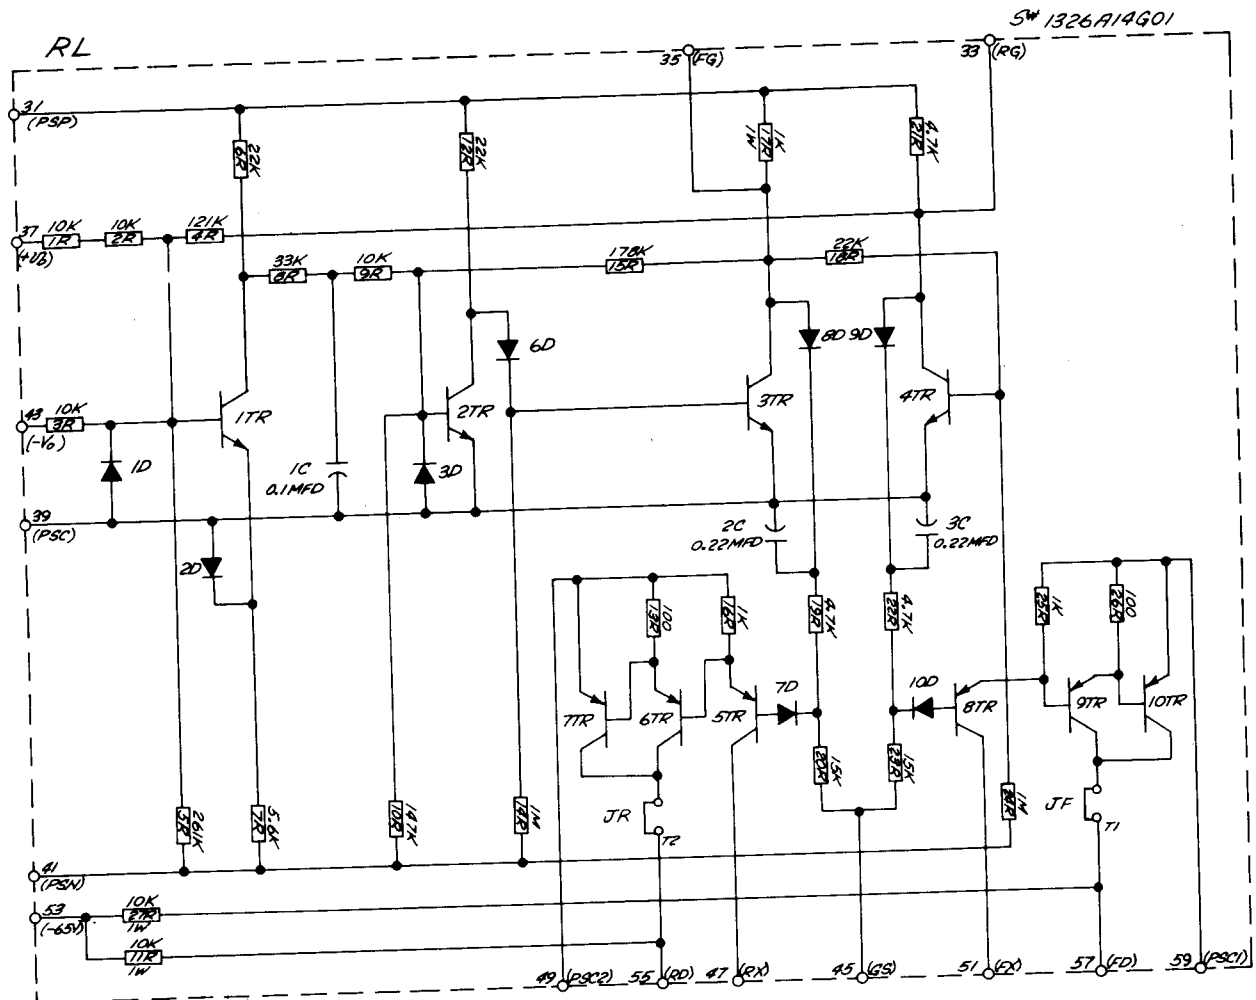 SW 1326A14G01
RL
35 (FG)
33 (RG)
31
(PSP)
22K
6R
22K
12R
1K
17R
1W
4.7K
21R
37
(+V0)
10K
1R
10K
2R
121K
4R
33K
8R
10K
9R
178K
15R
22K
18R
6D
8D
9D
43
(-V0)
10K
3R
1TR
2TR
3TR
4TR
1D
1C
0.1MFD
3D
39
(PSC)
2C
0.22MFD
3C
0.22MFD
2D
100
13R
1K
16R
4.7K
19R
4.7K
22R
1K
25R
100
26R
7D
10D
7TR
6TR
5TR
8TR
9TR
10TR
15K
20R
15K
23R
261K
5R
5.6K
7R
147K
10R
1M
14R
JR
T2
1M
24R
JF
T1
41
(PSN)
53
(-65V)
10K
27R
1W
10K
11R
1W
49 (PSC2)
55 (RD)
47 (RX)
45 (GS)
51 (FX)
57 (FD)
59 (PSC1)